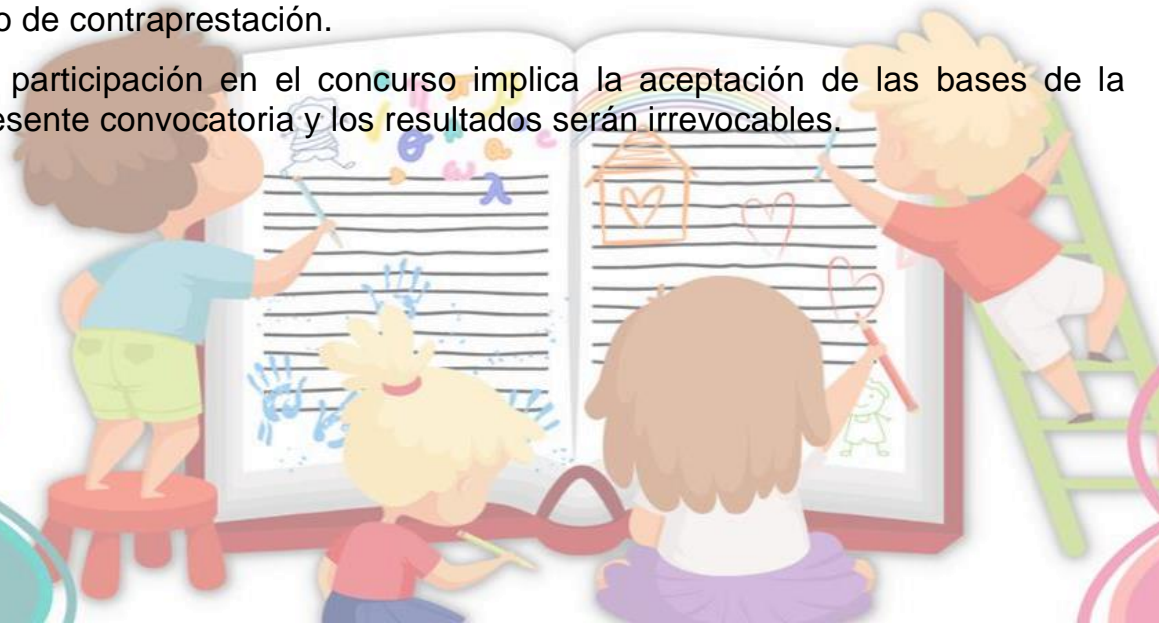 o de contraprestación.
participación en el concurso implica la aceptación de las bases de la
esente convocatoria y los resultados serán irrevocables.